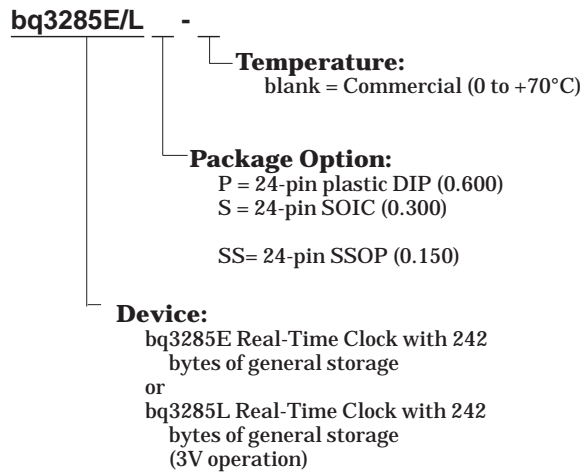 bq3285E/L -
Temperature:
blank = Commercial (0 to +70°C)
Package Option:
P = 24-pin plastic DIP (0.600)
S = 24-pin SOIC (0.300)
SS= 24-pin SSOP (0.150)
Device:
bq3285E Real-Time Clock with 242
bytes of general storage
or
bq3285L Real-Time Clock with 242
bytes of general storage
(3V operation)